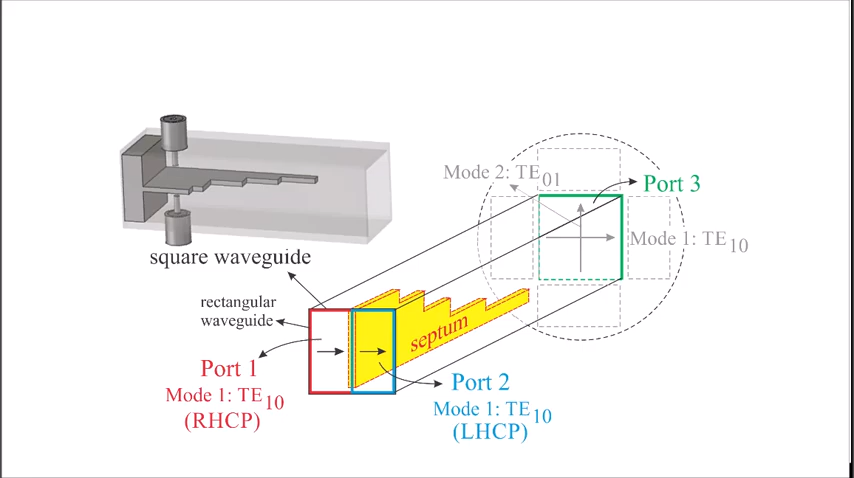 Mode 2: TE01
Port 3
Mode 1: TE10
square waveguide
rectangular
waveguide
septum
Port 1
Mode 1: TE10
(RHCP)
Port 2
Mode 1: TE10
(LHCP)